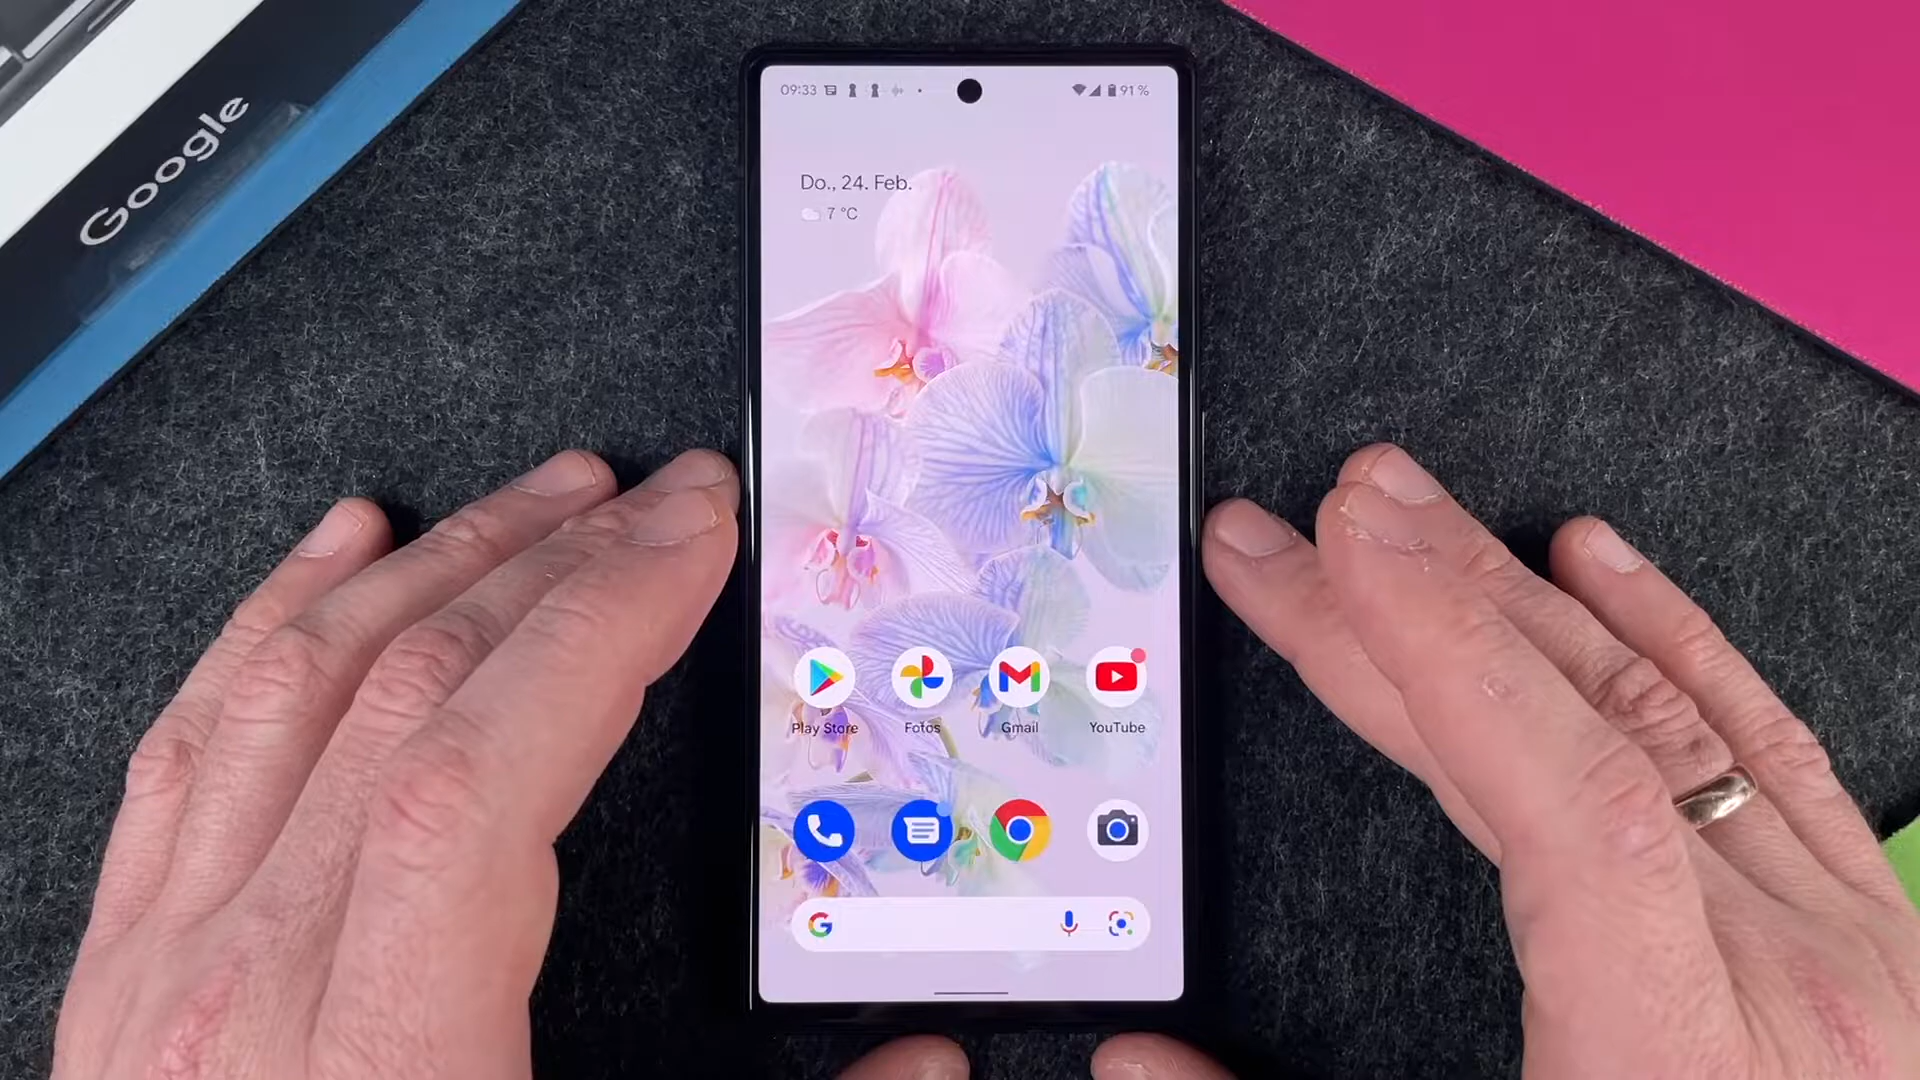 Google
09:33
91 %
Do., 24. Feb.
7 °C
Play Store Fotos Gmail YouTube